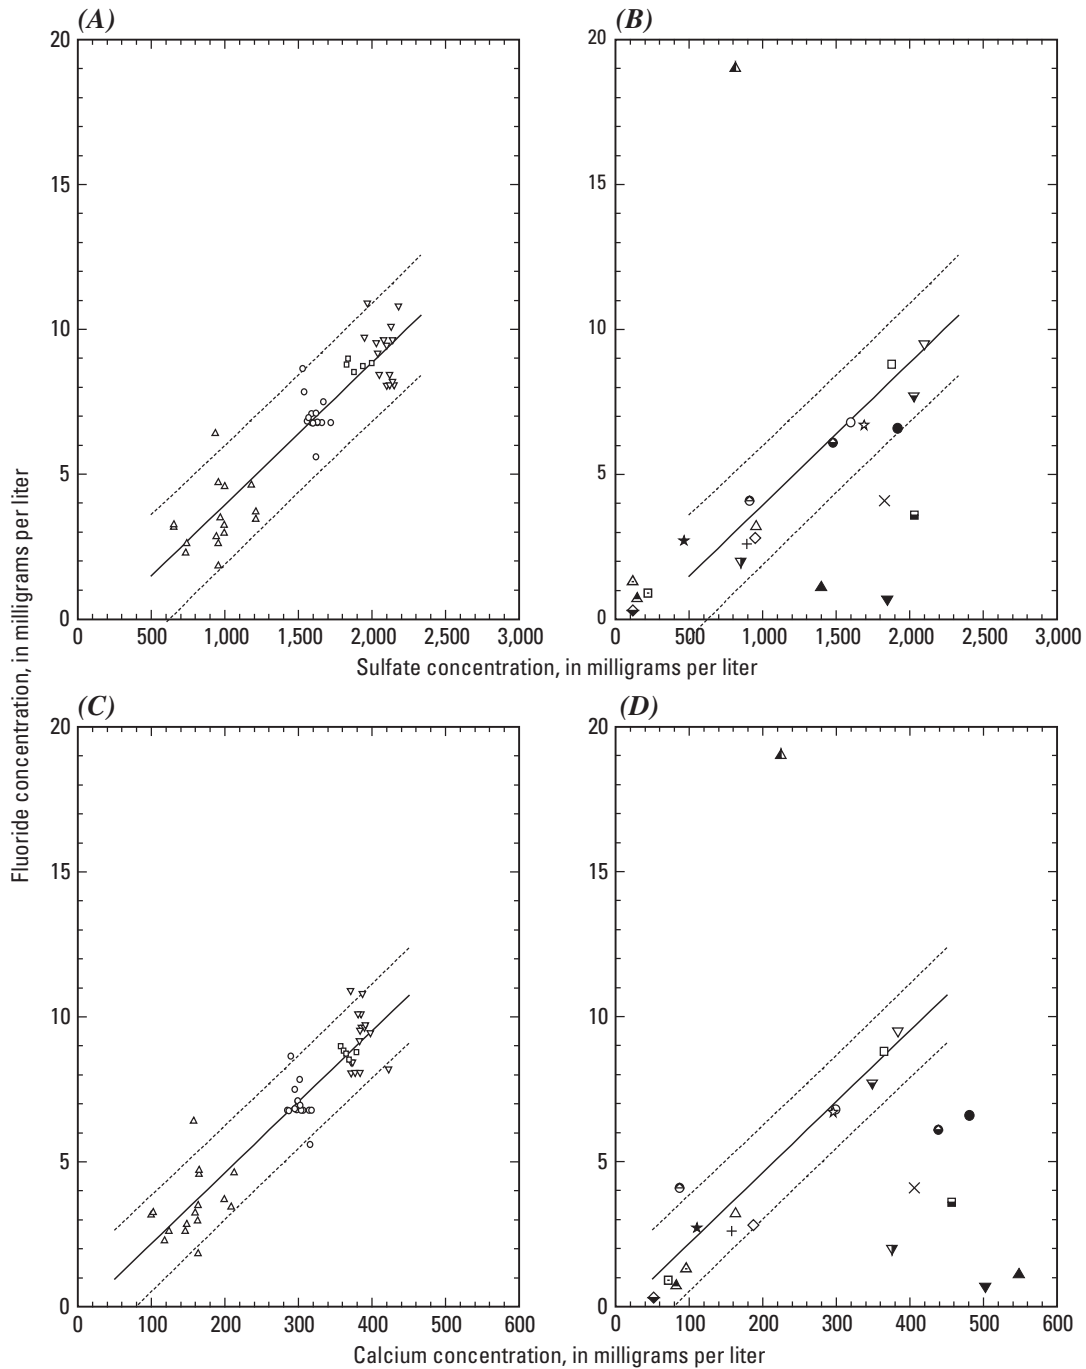 (A)
(B)
20
20
15
15
10
10
5
5
0
0
0 500 1,000 1,500 2,000 2,500 3,000
0 500 1,000 1,500 2,000 2,500 3,000
Sulfate concentration, in milligrams per liter
Fluoride concentration, in milligrams per liter
(C)
(D)
20
20
15
15
10
10
5
5
0
0
0 100 200 300 400 500 600
0 100 200 300 400 500 600
Calcium concentration, in milligrams per liter